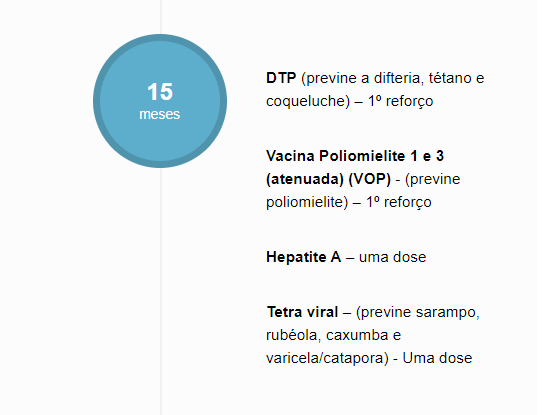 15
meses
DTP (previne a difteria, tétano e
coqueluche) – 1º reforço
Vacina Poliomielite 1 e 3
(atenuada) (VOP) - (previne
poliomielite) – 1º reforço
Hepatite A – uma dose
Tetra viral – (previne sarampo,
rubéola, caxumba e
varicela/catapora) - Uma dose